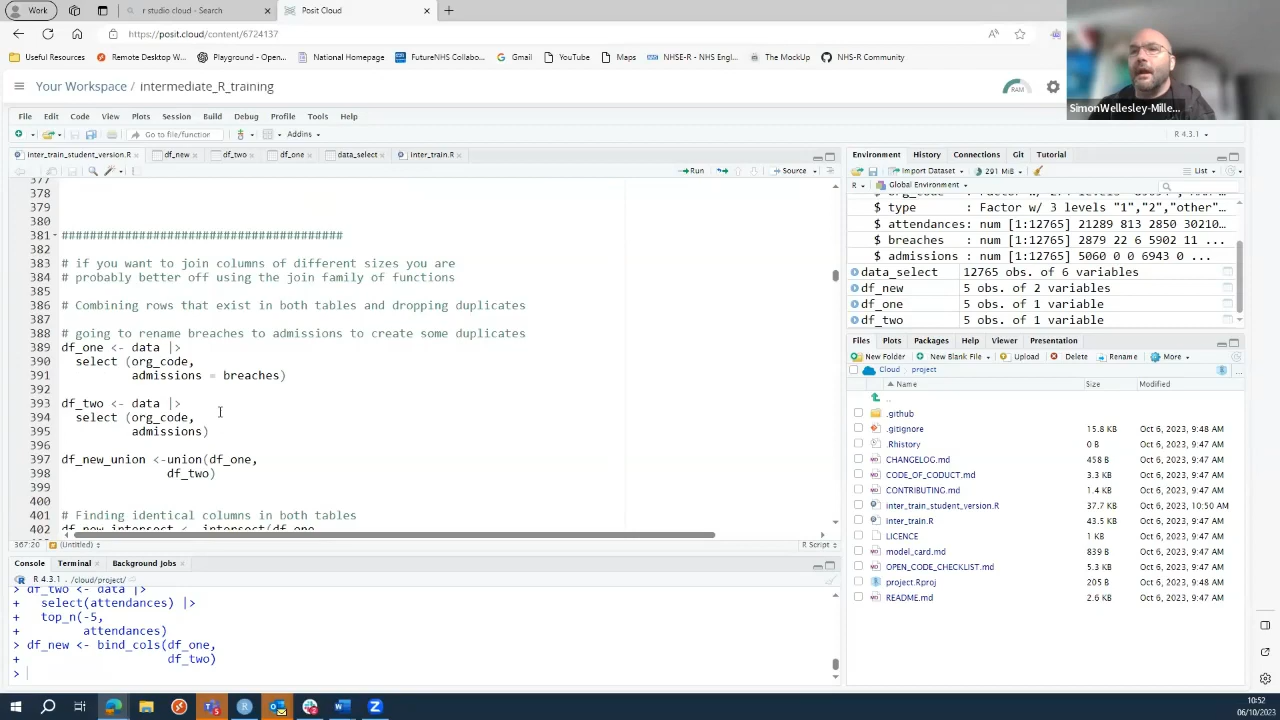 Work
r studio cloud - Search
Posit Cloud
https://posit.cloud/content/6724137
Useful Resources
Remote Desktop W...
Playground - Open...
National Homepage
FutureNHS Collabo...
Gmail
YouTube
Maps
NHSE-R - NHS Engl...
The MockUp
NHS-R Community
SimonWellesley-Mille...
Your Workspace / intermediate_R_training
RAM
File Edit Code View Plots Session Build Debug Profile Tools Help
Go to file/function
Addins
R 4.3.1
inter_train_student_version.R
df_new
df_two
df_one
data_select
inter_train.R
Run
Source
377
378
379
380
381 ########################################
382
383 # if you want to join columns of different sizes you are
384 # probably better off using the join family of functions
385
386 # Combining rows that exist in both tables and dropping duplicates
387
388 # going to rename breaches to admissions to create some duplicates
389 df_one <- data |>
390 select (org_code,
391 admissions = breaches)
392
393 df_two <- data |>
394 select (org_code,
395 admissions)
396
397 df_new_union <-union(df_one,
398 df_two)
399
400
401 # Finding identical columns in both tables
402 df_new_intersect <- intersect(df_one,
367:20
(Untitled)
R Script
Console
Terminal
Background Jobs
R 4.3.1 . /cloud/project/
> df_two <- data |>
+ select(attendances) |>
+ top_n(-5,
+ attendances)
> df_new <- bind_cols(df_one,
+ df_two)
>
Environment History Connections Git Tutorial
Import Dataset
291 MiB
List
R
Global Environment
$ type : Factor w/ 3 levels "1","2","other"...
$ attendances: num [1:12765] 21289 813 2850 30210...
$ breaches : num [1:12765] 2879 22 6 5902 11 ...
$ admissions : num [1:12765] 5060 0 0 6943 0 ...
data_select 12765 obs. of 6 variables
df_new 5 obs. of 2 variables
df_one 5 obs. of 1 variable
df_two 5 obs. of 1 variable
Files Plots Packages Help Viewer Presentation
New Folder
New Blank File
Upload
Delete
Rename
More
Cloud
project
...
Name Size Modified
..
.github
.gitignore 15.8 KB Oct 6, 2023, 9:48 AM
.Rhistory 0 B Oct 6, 2023, 9:48 AM
CHANGELOG.md 458 B Oct 6, 2023, 9:47 AM
CODE_OF_CODUCT.md 3.3 KB Oct 6, 2023, 9:47 AM
CONTRIBUTING.md 1.4 KB Oct 6, 2023, 9:47 AM
inter_train_student_version.R 37.7 KB Oct 6, 2023, 10:50 AM
inter_train.R 43.5 KB Oct 6, 2023, 9:47 AM
LICENCE 1 KB Oct 6, 2023, 9:47 AM
model_card.md 839 B Oct 6, 2023, 9:47 AM
OPEN_CODE_CHECKLIST.md 5.3 KB Oct 6, 2023, 9:47 AM
project.Rproj 205 B Oct 6, 2023, 9:48 AM
README.md 2.6 KB Oct 6, 2023, 9:47 AM
10:52
06/10/2023